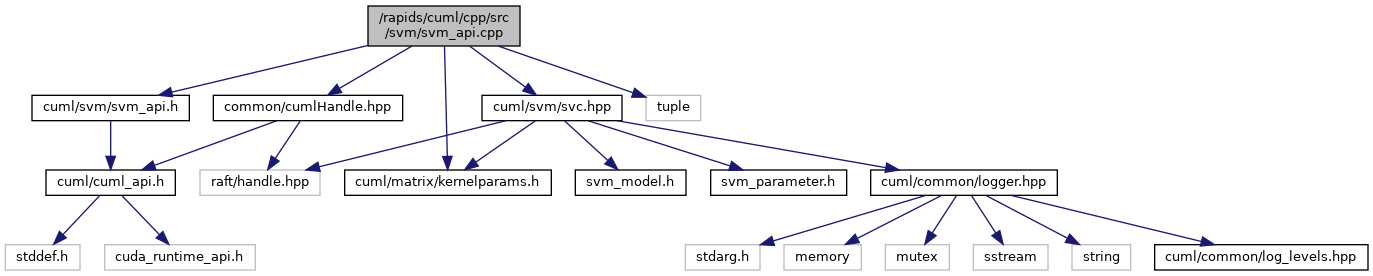 /rapids/cuml/cpp/src
/svm/svm_api.cpp
cuml/svm/svm_api.h
common/cumlHandle.hpp
cuml/svm/svc.hpp
tuple
cuml/cuml_api.h
raft/handle.hpp
cuml/matrix/kernelparams.h
svm_model.h
svm_parameter.h
cuml/common/logger.hpp
stddef.h
cuda_runtime_api.h
stdarg.h
memory
mutex
sstream
string
cuml/common/log_levels.hpp